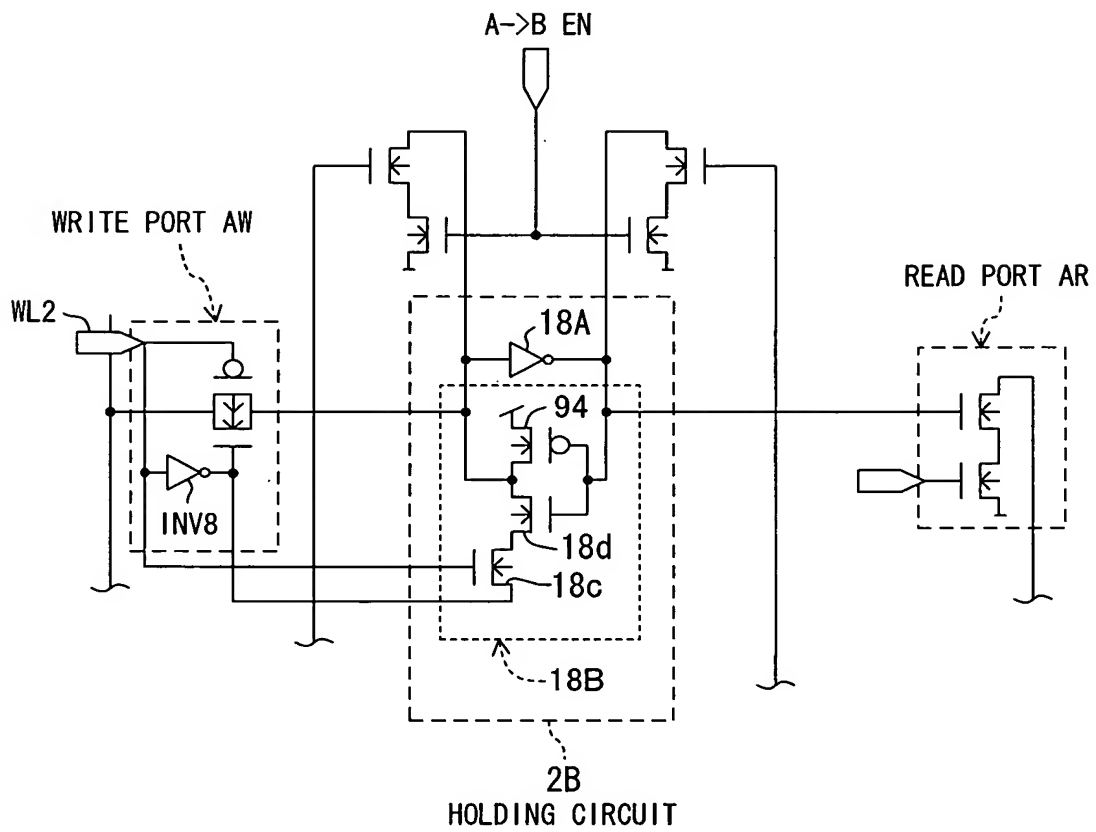 A->B EN
WRITE PORT AW
READ PORT AR
WL2
18A
94
INV8
18d
18c
18B
2B
HOLDING CIRCUIT